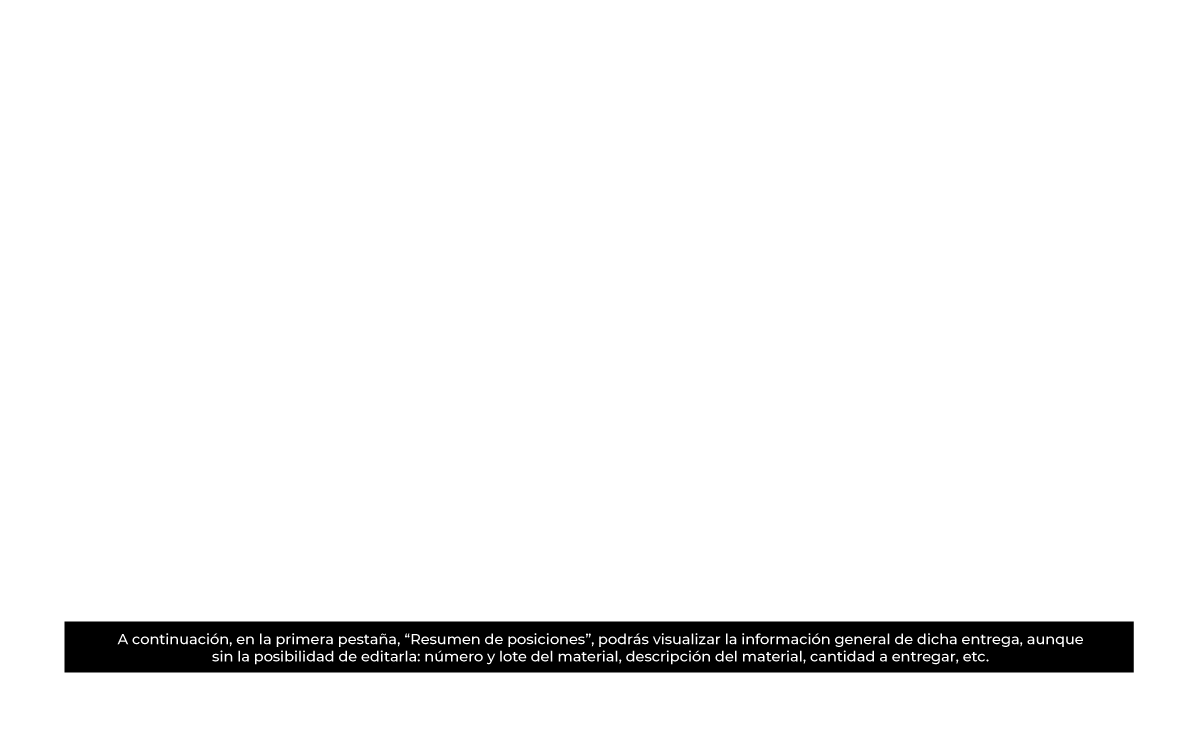 A continuación, en la primera pestaña, “Resumen de posiciones”, podrás visualizar la información general de dicha entrega, aunque
sin la posibilidad de editarla: número y lote del material, descripción del material, cantidad a entregar, etc.